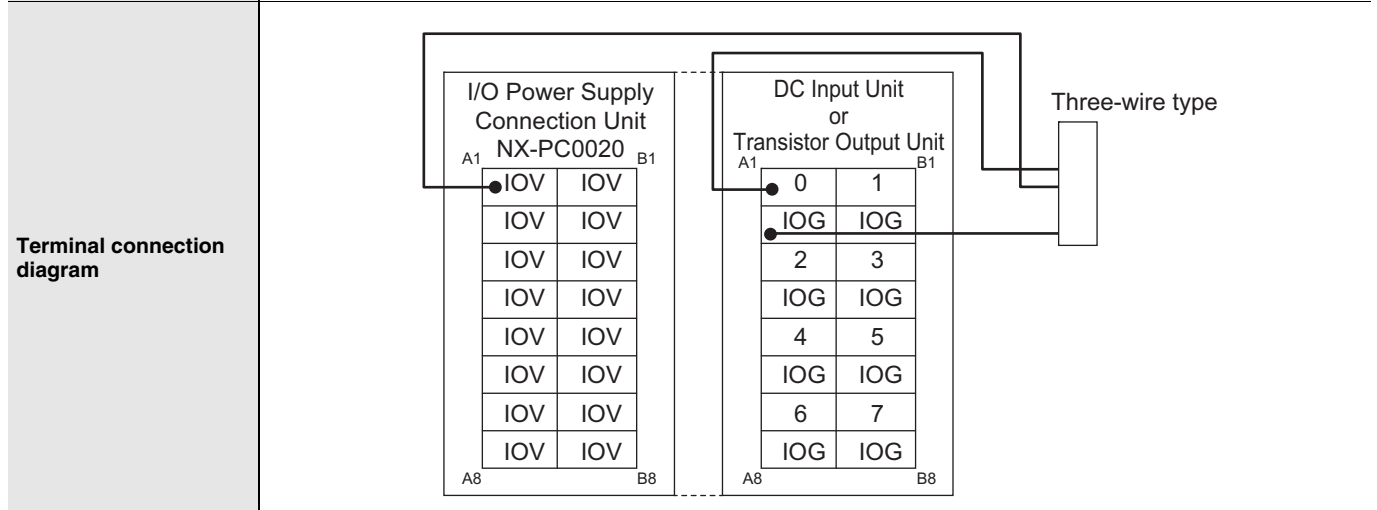 Terminal connection
diagram
I/O Power Supply
Connection Unit
NX-PC0020
A1 B1
IOV IOV
IOV IOV
IOV IOV
IOV IOV
IOV IOV
IOV IOV
IOV IOV
IOV IOV
A8 B8
DC Input Unit
or
Transistor Output Unit
A1 B1
0 1
IOG IOG
2 3
IOG IOG
4 5
IOG IOG
6 7
IOG IOG
A8 B8
Three-wire type